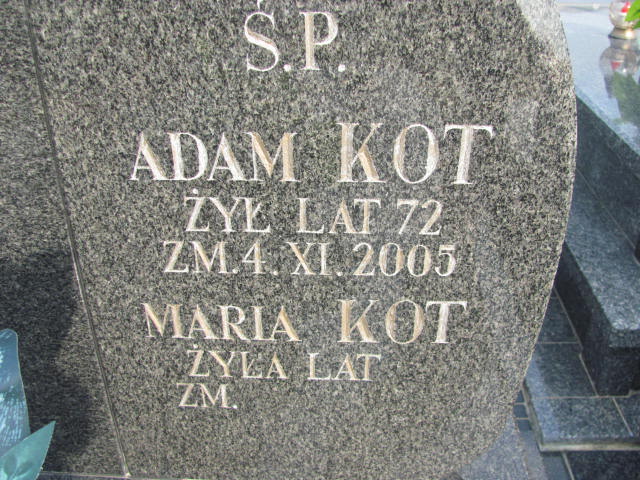 Ś.P.
ADAM KOT
ŻYŁ LAT 72
ZM. 4. XI. 2005
MARIA KOT
ŻYŁA LAT
ZM.